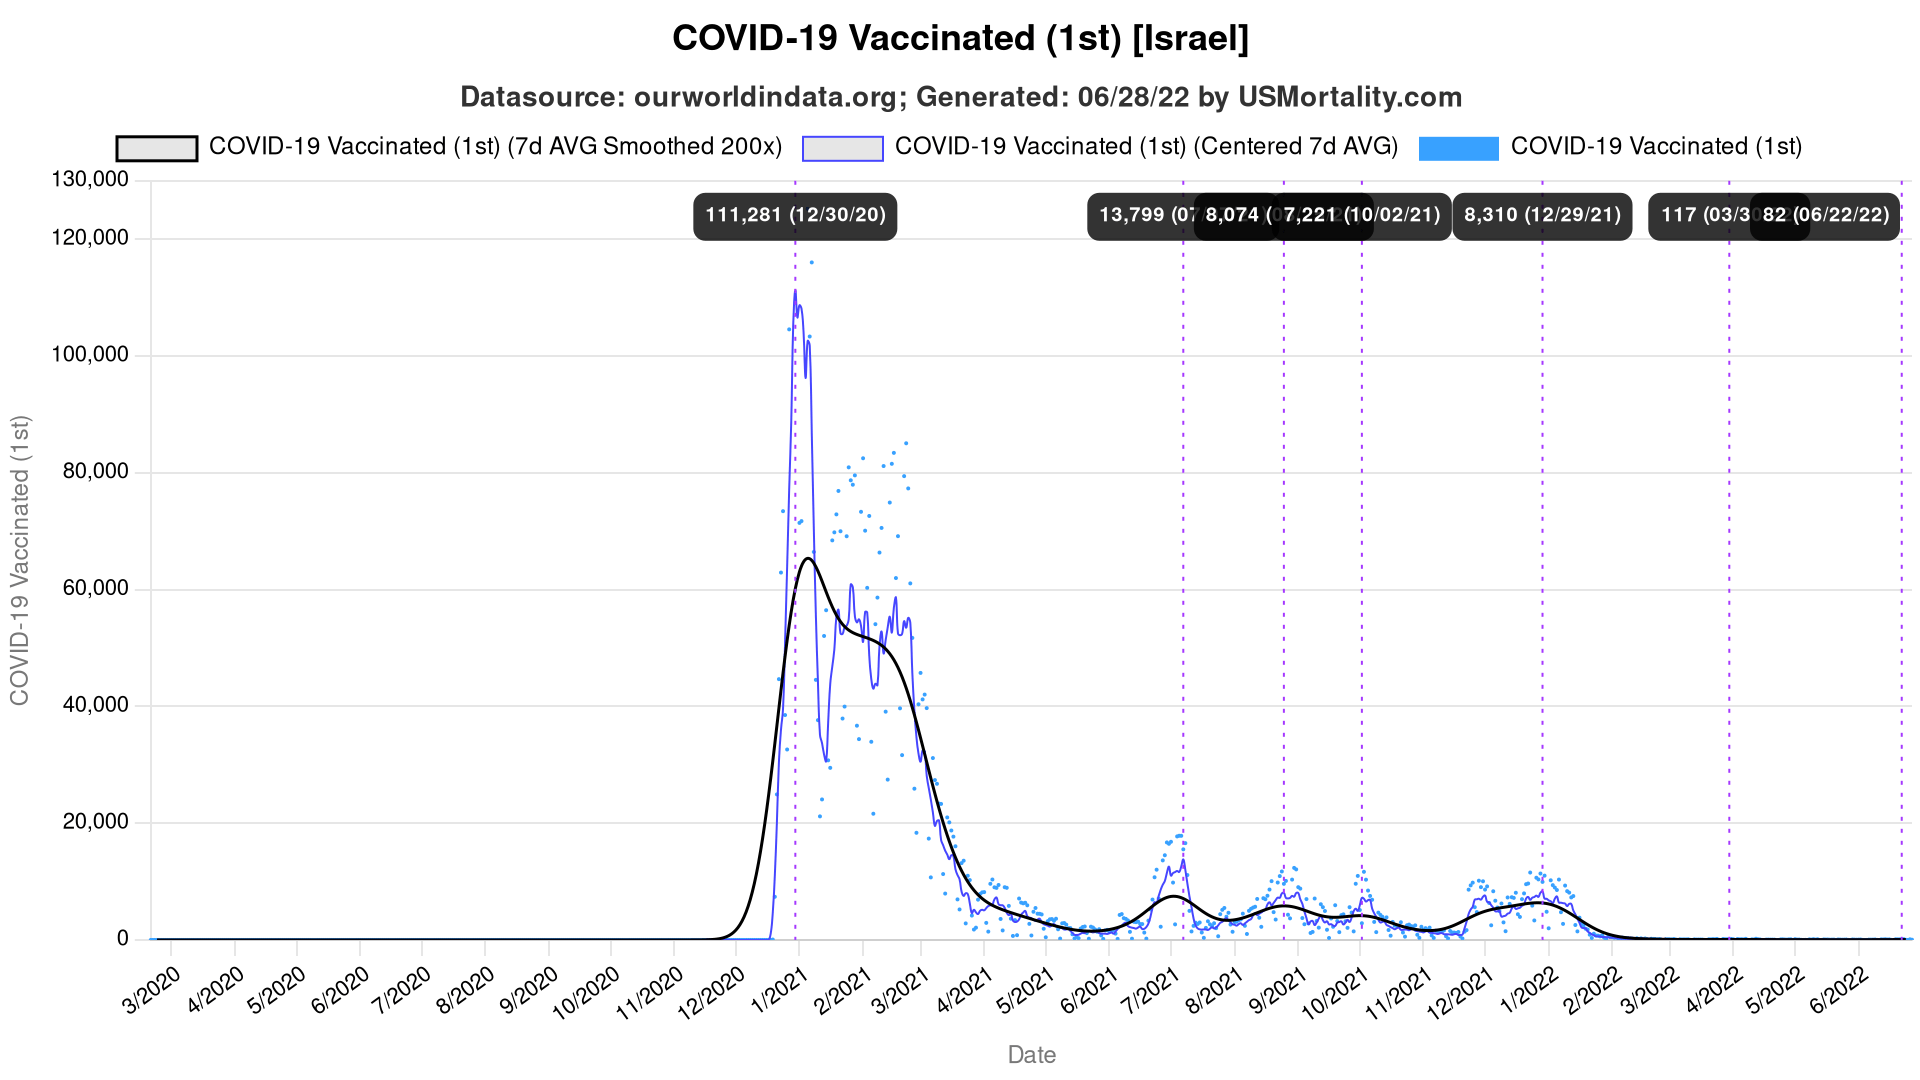 COVID-19 Vaccinated (1st) [Israel]
Datasource: ourworldindata.org; Generated: 06/28/22 by USMortality.com
COVID-19 Vaccinated (1st) (7d AVG Smoothed 200x) COVID-19 Vaccinated (1st) (Centered 7d AVG) COVID-19 Vaccinated (1st)
130,000
111,281 (12/30/20) 13,799 (07/ 8,074 ( 7,221 (10/02/21) 8,310 (12/29/21) 117 (03/30 82 (06/22/22)
120,000
100,000
80,000
60,000
40,000
20,000
0
COVID-19 Vaccinated (1st)
3/2020 4/2020 5/2020 6/2020 7/2020 8/2020 9/2020 10/2020 11/2020 12/2020 1/2021 2/2021 3/2021 4/2021 5/2021 6/2021 7/2021 8/2021 9/2021 10/2021 11/2021 12/2021 1/2022 2/2022 3/2022 4/2022 5/2022 6/2022
Date